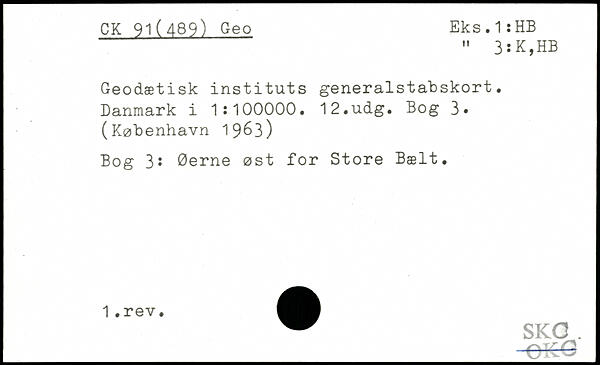 CK 91(489) Geo
Eks.1:HB
" 3:K,HB
Geodætisk instituts generalstabskort.
Danmark i 1:100000. 12.udg. Bog 3.
(København 1963)
Bog 3: Øerne øst for Store Bælt.
1.rev.
SKC
OKC